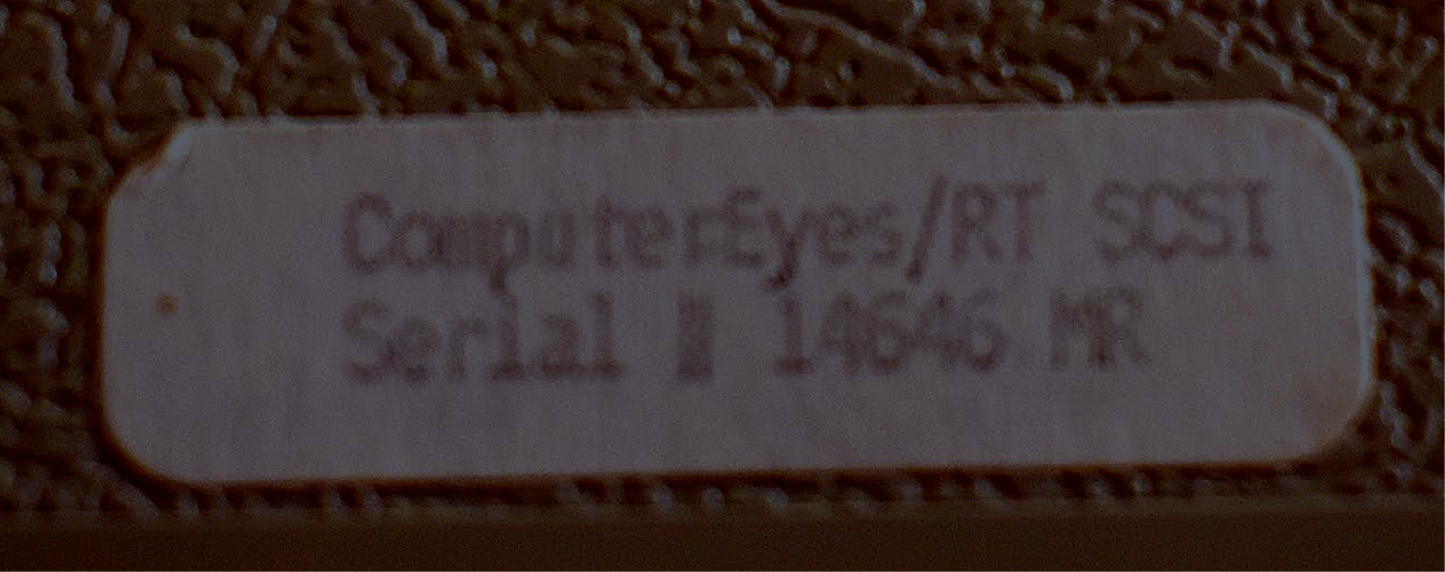 ComputerEyes/RT SCSI
Serial # 14646 MR